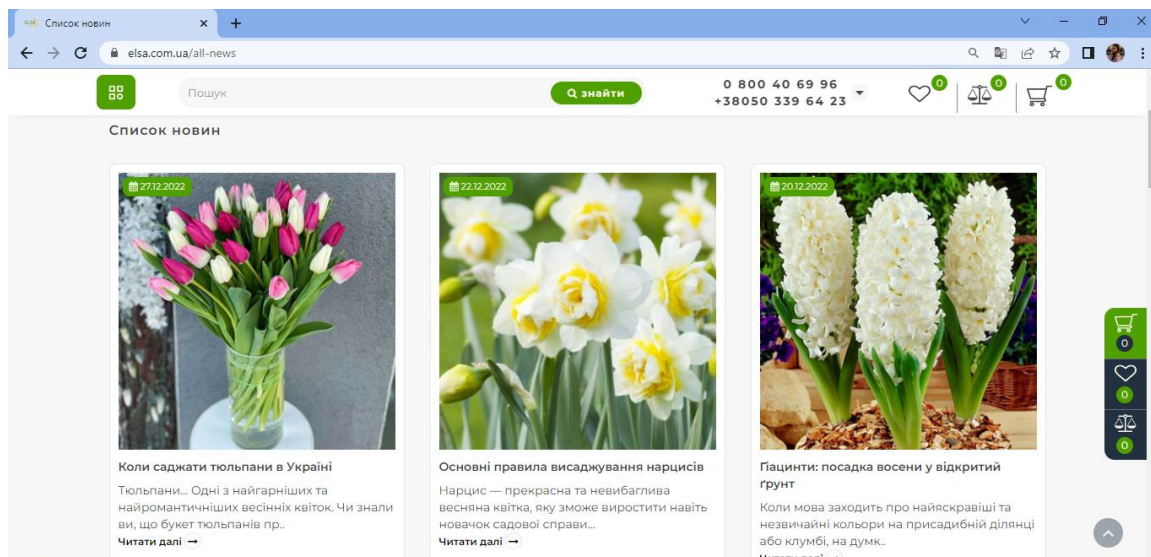 Список новин
elsa.com.ua/all-news
Пошук
знайти
0 800 40 69 96
+38050 339 64 23
0
0
0
Список новин
27.12.2022
22.12.2022
20.12.2022
Коли саджати тюльпани в Україні
Тюльпани... Одні з найгарніших та
найромантичніших весінніх квіток. Чи знали
ви, що букет тюльпанів пр..
Читати далі →
Основні правила висаджування нарцисів
Нарцис — прекрасна та невибаглива
весняна квітка, яку зможе виростити навіть
новачок садової справи...
Читати далі →
Гіацинти: посадка восени у відкритий
ґрунт
Коли мова заходить про найяскравіші та
незвичайні кольори на присадибній ділянці
або клумбі, на думк..
0
0
0